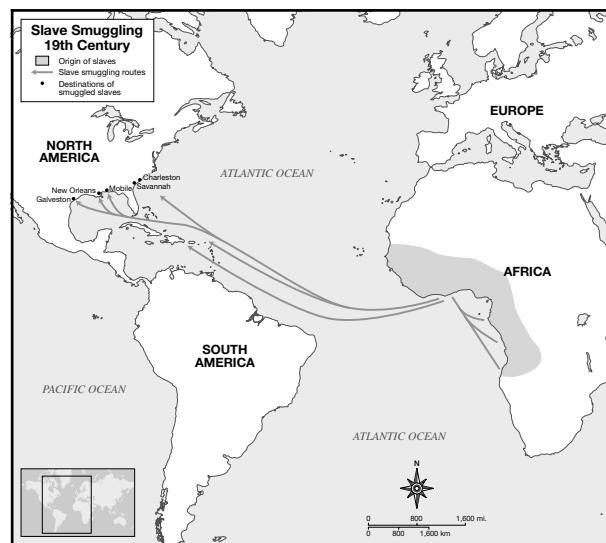 Slave Smuggling
19th Century
Origin of slaves
Slave smuggling routes
Destinations of
smuggled slaves
NORTH
AMERICA
EUROPE
ATLANTIC OCEAN
Charleston
Savannah
New Orleans
Mobile
Galveston
AFRICA
SOUTH
AMERICA
PACIFIC OCEAN
ATLANTIC OCEAN
N
0 800 1,600 mi.
0 800 1,600 km